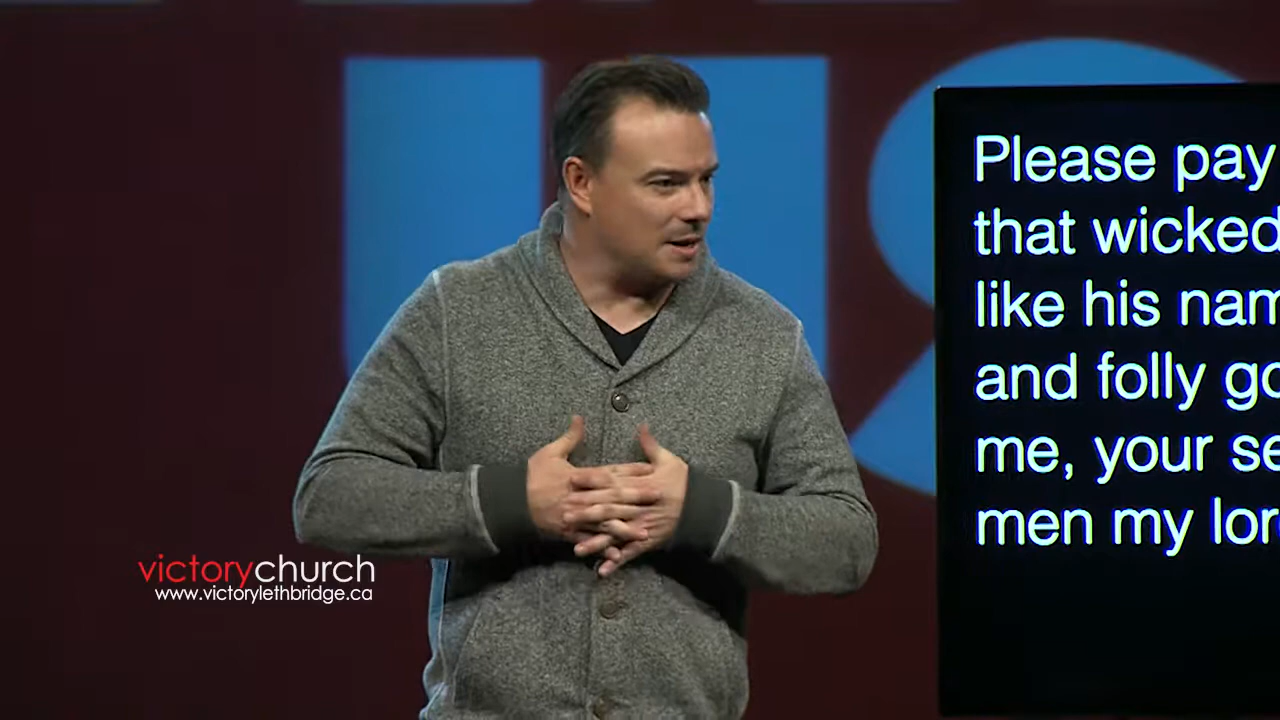 Please pay
that wicked
like his nam
and folly go
me, your se
men my lor
victorychurch
www.victorylethbridge.ca